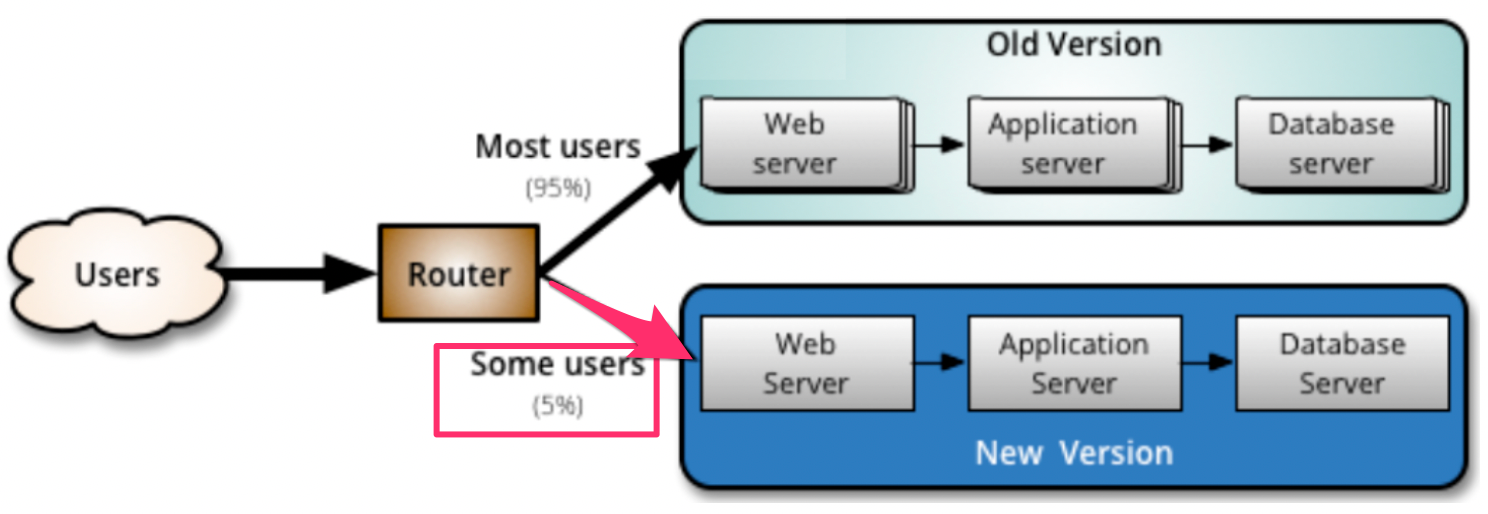 Old Version
Web
server
Application
server
Database
server
Most users
(95%)
Users
Router
Some users
(5%)
Web
Server
Application
Server
Database
Server
New Version